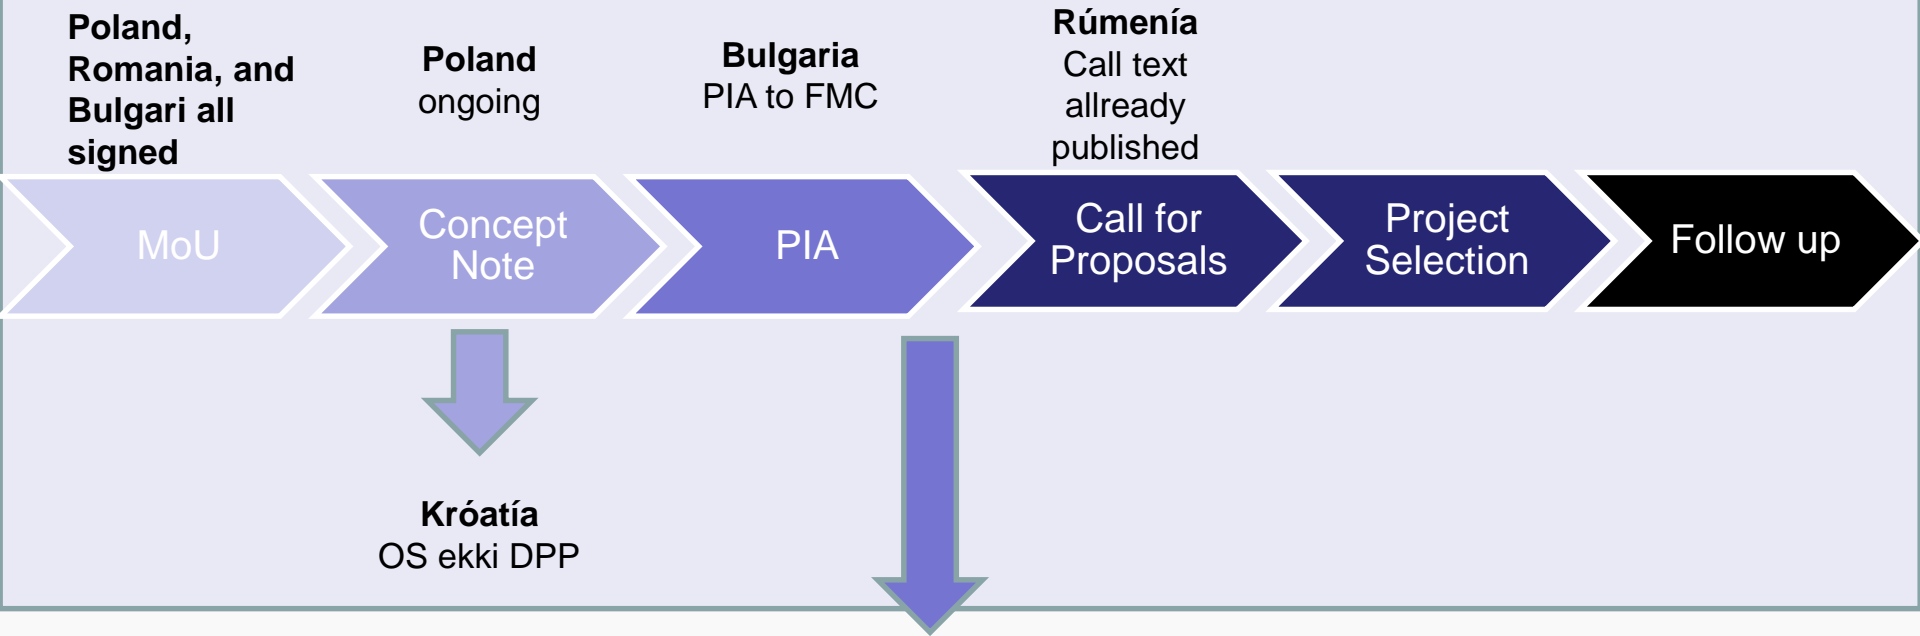 Poland,
Romania, and
Bulgari all
signed
Poland
ongoing
Bulgaria
PIA to FMC
Rúmenía
Call text
allready
published
MoU
Concept
Note
PIA
Call for
Proposals
Project
Selection
Follow up
Króatía
OS ekki DPP